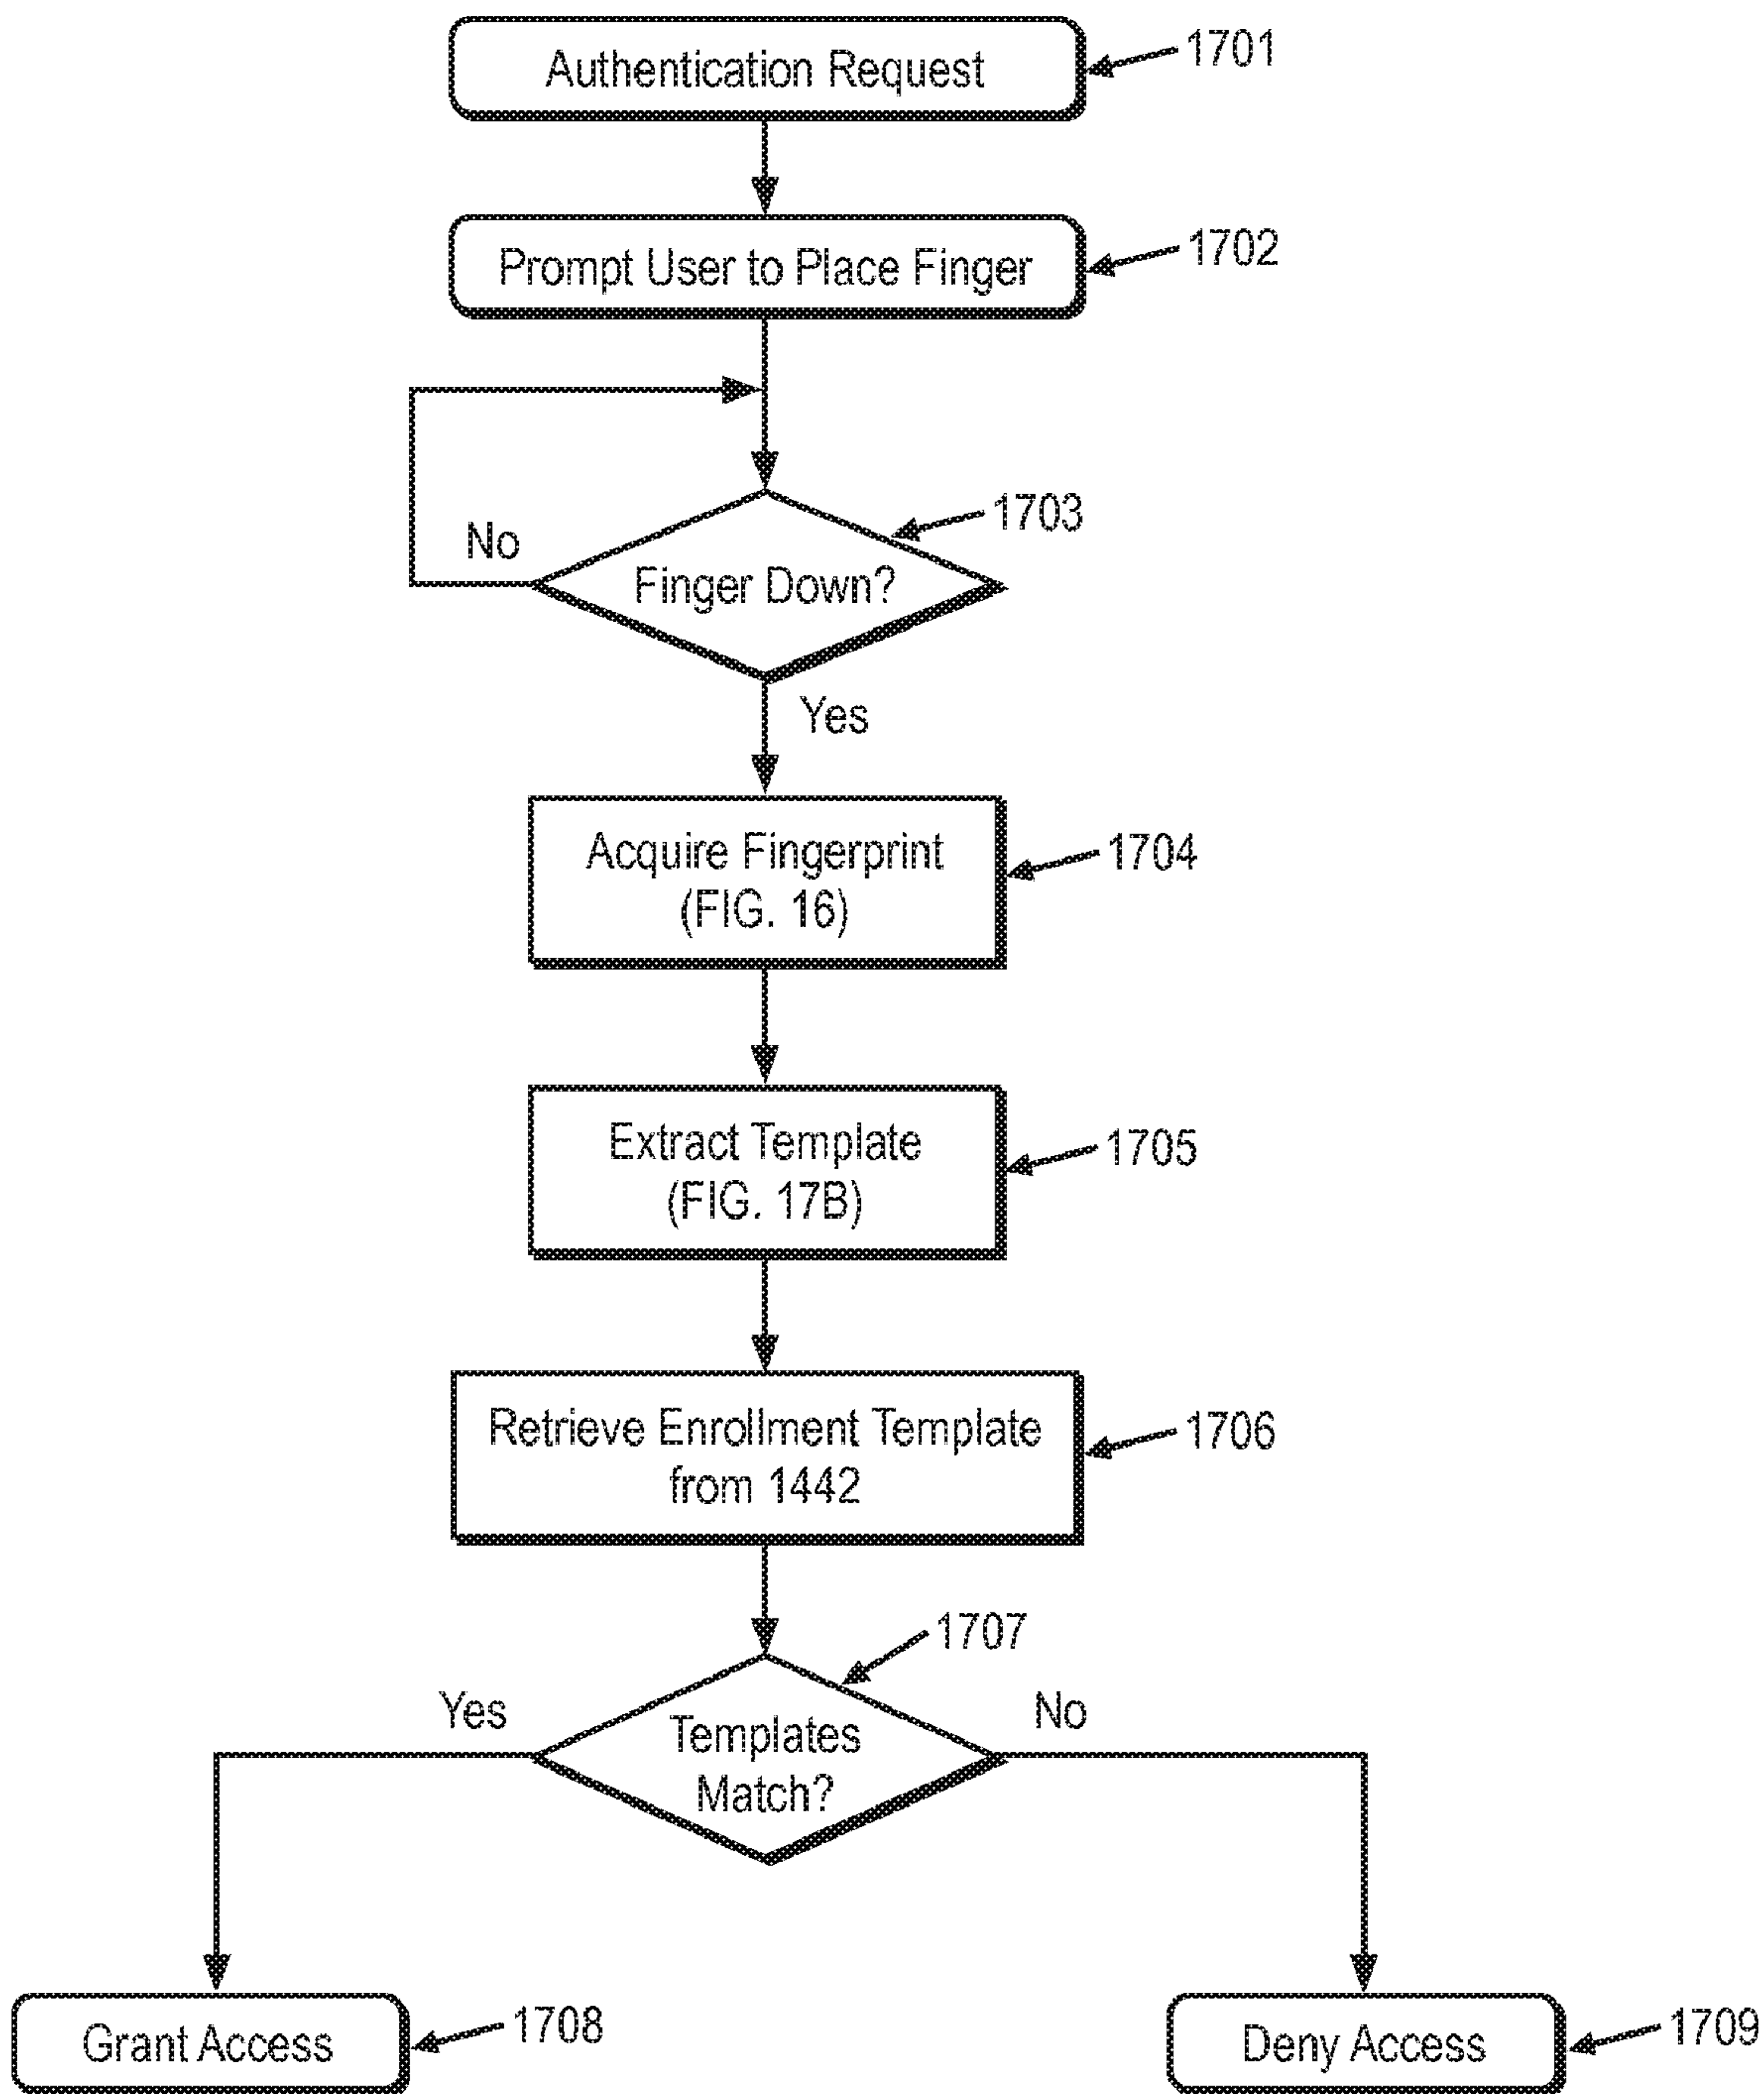 Authentication Request
1701
Prompt User to Place Finger
1702
1703
No
Finger Down?
Yes
Acquire Fingerprint
(FIG. 16)
1704
Extract Template
(FIG. 17B)
1705
Retrieve Enrollment Template
from 1442
1706
1707
Yes
No
Templates
Match?
Grant Access
1708
Deny Access
1709